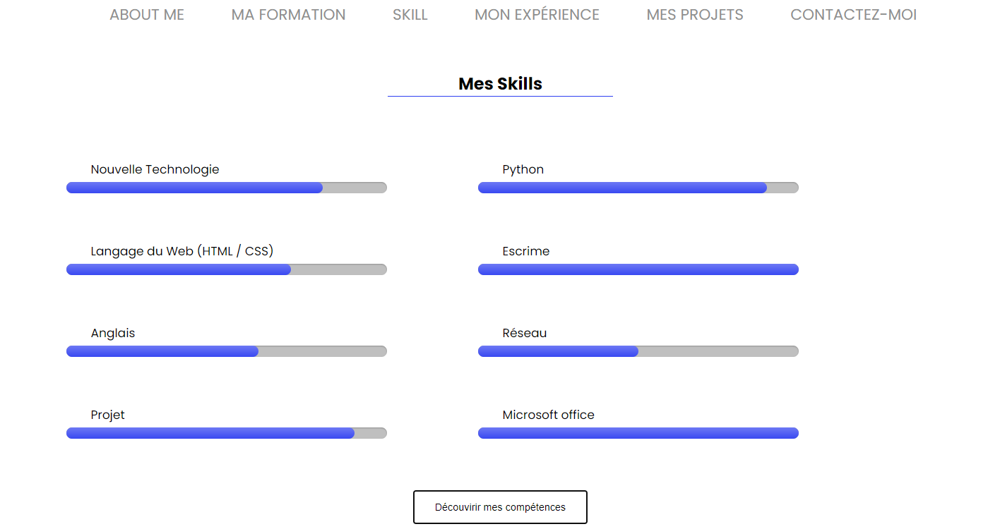 ABOUT ME MA FORMATION SKILL MON EXPÉRIENCE MES PROJETS CONTACTEZ-MOI
Mes Skills
Nouvelle Technologie Python
Langage du Web (HTML / CSS) Escrime
Anglais Réseau
Projet Microsoft office
Découvrir mes compétences